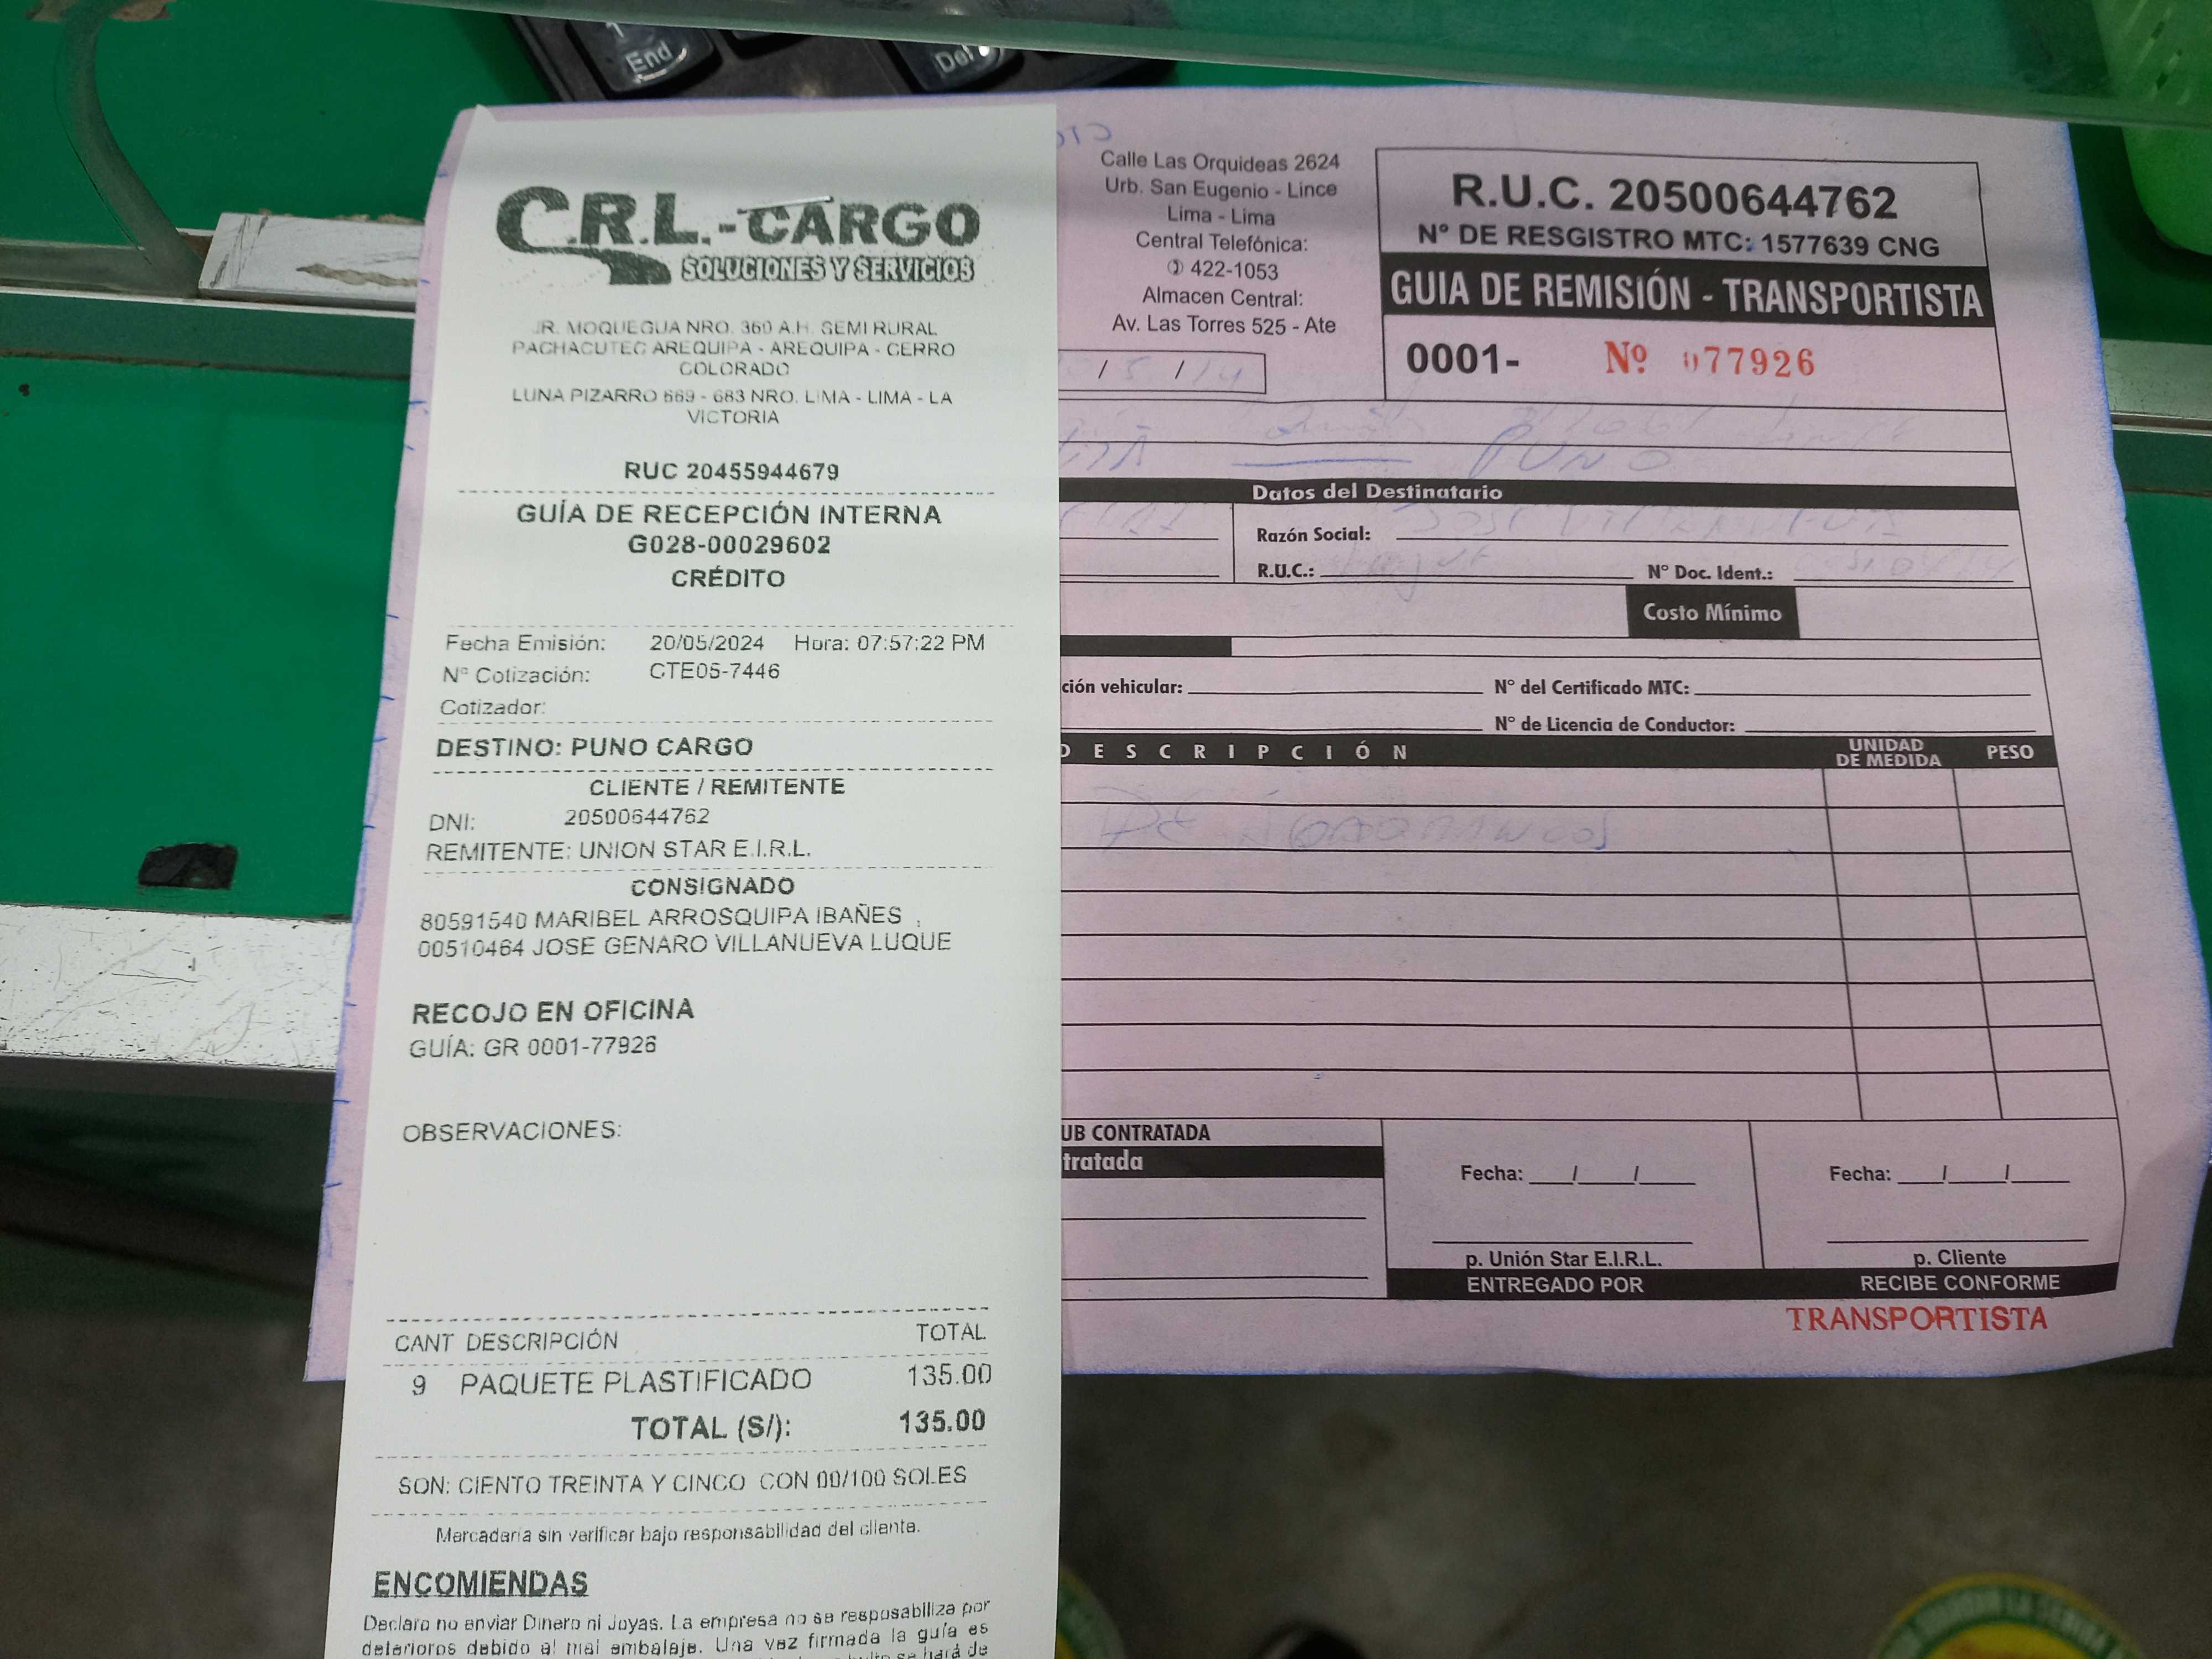 End
Del
C.R.L.-CARGO
SOLUCIONES Y SERVICIOS
JR. MOQUEGUA NRO. 360 A.H. SEMI RURAL
PACHACUTEC AREQUIPA - AREQUIPA - CERRO
COLORADO
LUNA PIZARRO 669 - 683 NRO. LIMA - LIMA - LA
VICTORIA
RUC 20455944679
GUÍA DE RECEPCIÓN INTERNA
G028-00029602
CRÉDITO
Fecha Emisión: 20/05/2024 Hora: 07:57:22 PM
Nº Cotización: CTE05-7446
Cotizador:
DESTINO: PUNO CARGO
CLIENTE / REMITENTE
DNI: 20500644762
REMITENTE: UNION STAR E.I.R.L.
CONSIGNADO
80591540 MARIBEL ARROSQUIPA IBAÑES
00510464 JOSE GENARO VILLANUEVA LUQUE
RECOJO EN OFICINA
GUÍA: GR 0001-77926
OBSERVACIONES:
CANT DESCRIPCIÓN TOTAL
9 PAQUETE PLASTIFICADO 135.00
TOTAL (S/): 135.00
SON: CIENTO TREINTA Y CINCO CON 00/100 SOLES
Mercadería sin verificar bajo responsabilidad del cliente.
ENCOMIENDAS
Declaro no enviar Dinero ni Joyas. La empresa no se resposabiliza por
deterioros debido al mal embalaje. Una vez firmada la guía es
se hará de
Calle Las Orquideas 2624
Urb. San Eugenio - Lince
Lima - Lima
Central Telefónica:
422-1053
Almacen Central:
Av. Las Torres 525 - Ate
R.U.C. 20500644762
N° DE RESGISTRO MTC: 1577639 CNG
GUIA DE REMISIÓN - TRANSPORTISTA
0001- Nº 077926
/ 5 /
PUNO
Datos del Destinatario
Razón Social:
R.U.C.: N° Doc. Ident.:
Costo Mínimo
ción vehicular: N° del Certificado MTC:
N° de Licencia de Conductor:
DESCRIPCIÓN UNIDAD DE MEDIDA PESO
DE
UB CONTRATADA
tratada
Fecha: / / Fecha: / /
p. Unión Star E.I.R.L. p. Cliente
ENTREGADO POR RECIBE CONFORME
TRANSPORTISTA